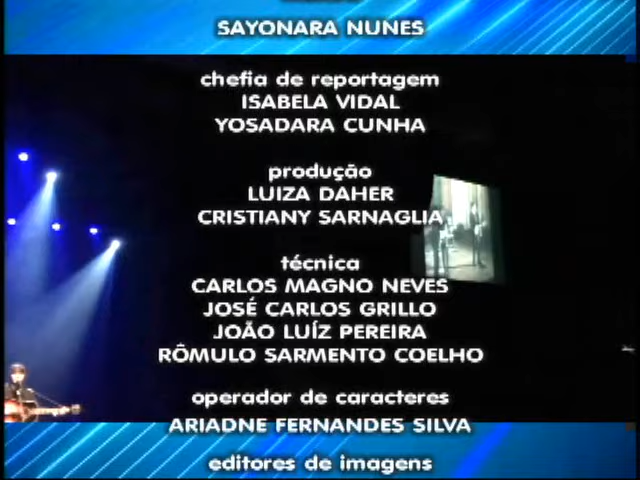 SAYONARA NUNES
chefia de reportagem
ISABELA VIDAL
YOSADARA CUNHA
produção
LUIZA DAHER
CRISTIANY SARNAGLIA
técnica
CARLOS MAGNO NEVES
JOSÉ CARLOS GRILLO
JOÃO LUÍZ PEREIRA
RÔMULO SARMENTO COELHO
operador de caracteres
ARIADNE FERNANDES SILVA
editores de imagens